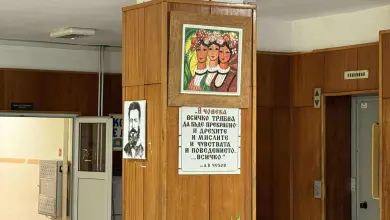 „В ЧОВЕКА
ВСИЧКО ТРЯБВА
ДА БЪДЕ ПРЕКРАСНО
И ДРЕХИТЕ
И МИСЛИТЕ
И ЧУВСТВАТА
И ПОВЕДЕНИЕТО...
...ВСИЧКО“
...А.П. ЧЕХОВ